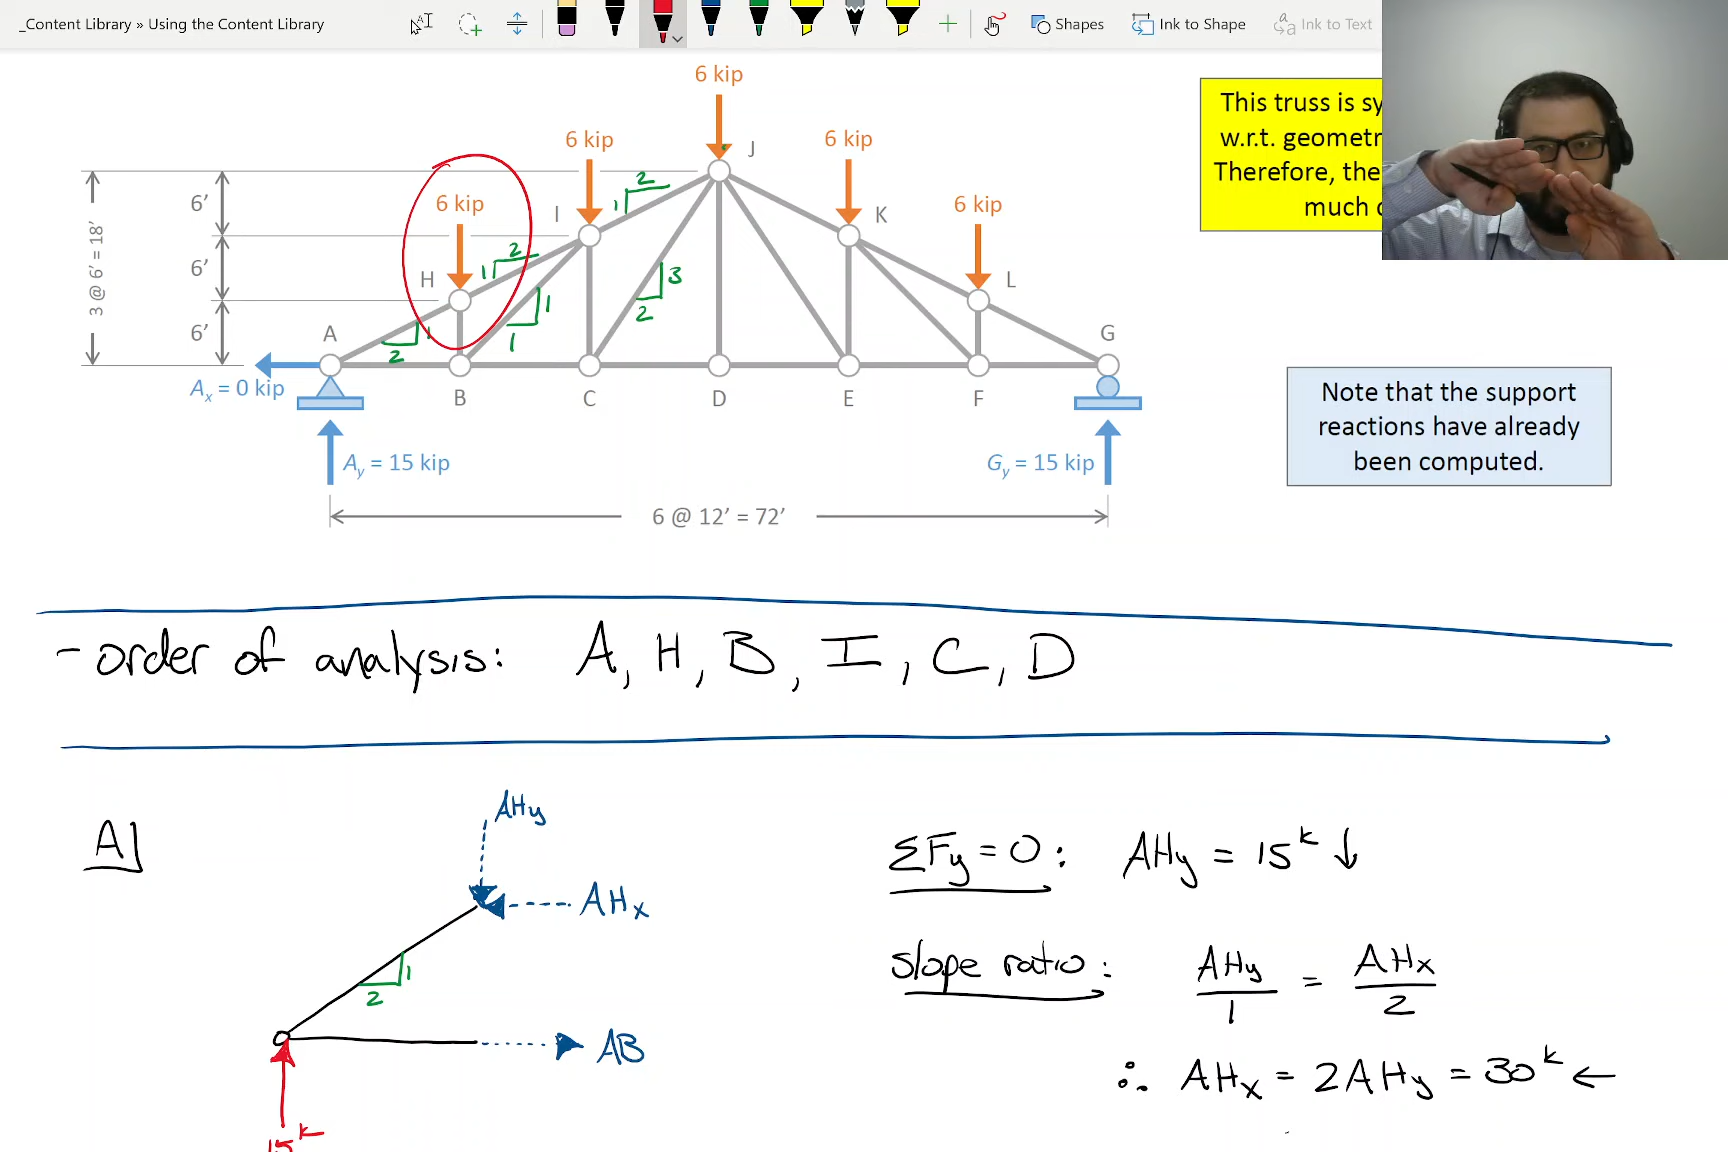 _Content Library » Using the Content Library
Shapes
Ink to Shape
Ink to Text
6 kip
6 kip
6 kip
6 kip
6 kip
J
I
K
H
L
A
G
B
C
D
E
F
3 @ 6' = 18'
6'
6'
6'
1 2
1 2
2 1
1 1
2 3
Ax = 0 kip
Ay = 15 kip
Gy = 15 kip
6 @ 12' = 72'
This truss is sy
w.r.t. geometr
Therefore, the
much
Note that the support
reactions have already
been computed.
- order of analysis: A, H, B, I, C, D
A]
AHy
AHx
1
2
AB
15k
ΣFy = 0: AHy = 15k ↓
slope ratio: AHy/1 = AHx/2
∴ AHx = 2AHy = 30k ←